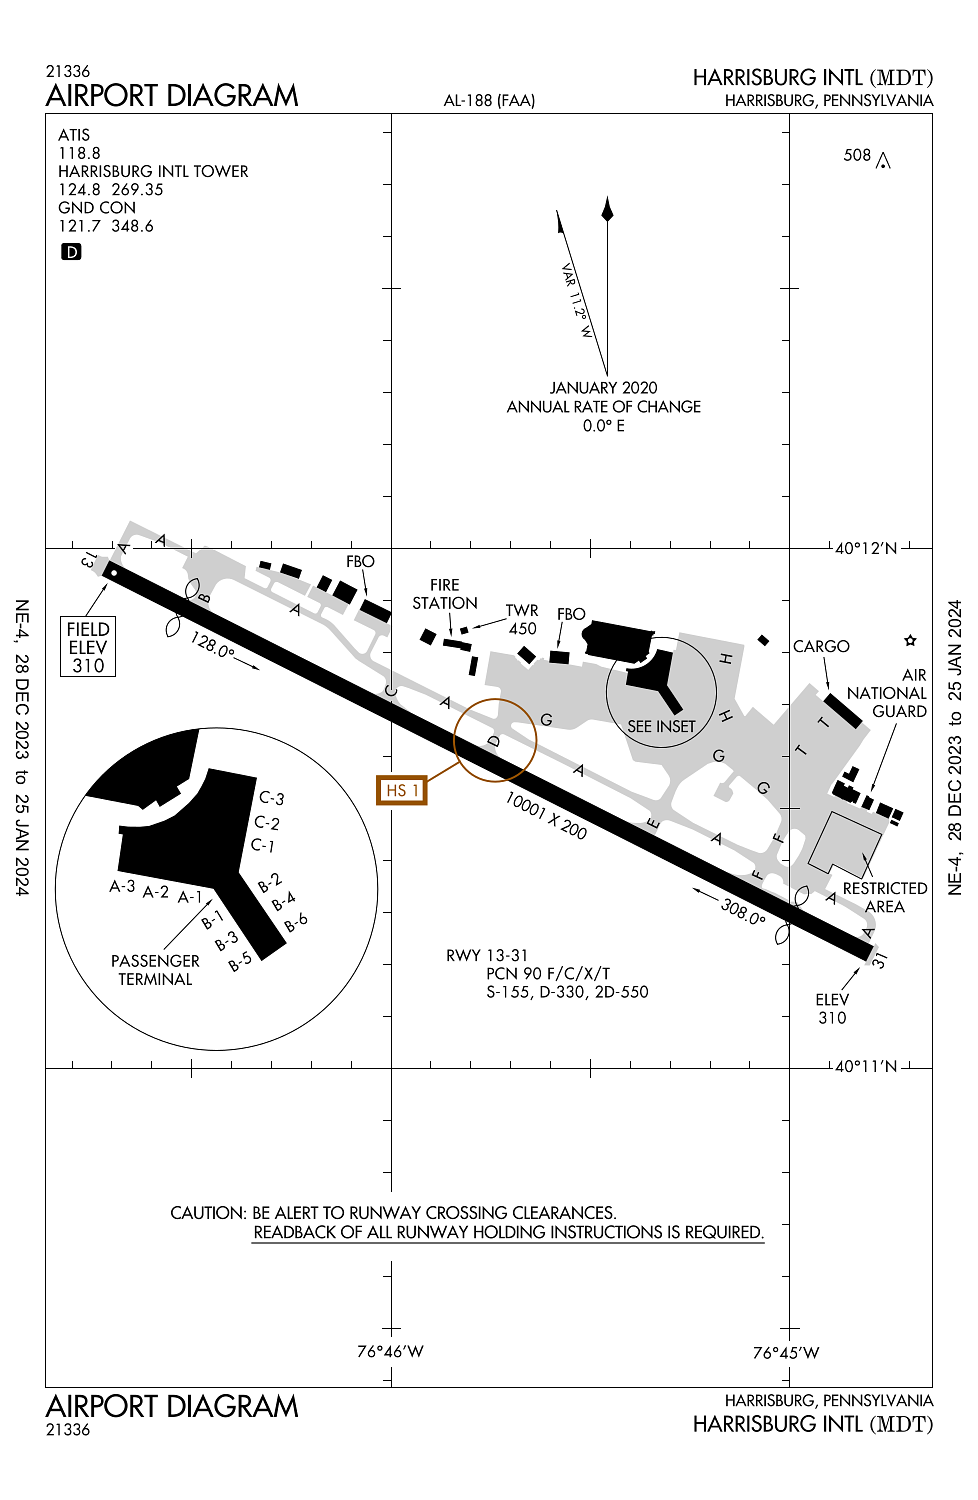 21336
AIRPORT DIAGRAM
AL-188 (FAA)
HARRISBURG INTL (MDT)
HARRISBURG, PENNSYLVANIA
ATIS
118.8
HARRISBURG INTL TOWER
124.8 269.35
GND CON
121.7 348.6
D
508
VAR 11.2° W
JANUARY 2020
ANNUAL RATE OF CHANGE
0.0° E
40°12'N
13
A
A
FBO
FIRE
STATION
TWR
450
FBO
B
A
FIELD
ELEV
310
128.0°
C
A
D
G
H
H
SEE INSET
CARGO
AIR
NATIONAL
GUARD
T
T
G
G
A
HS 1
10001 X 200
E
A
F
F
A
A
RESTRICTED
AREA
308.0°
31
ELEV
310
C-3
C-2
C-1
A-3 A-2 A-1
B-2
B-4
B-6
B-1
B-3
B-5
PASSENGER
TERMINAL
RWY 13-31
PCN 90 F/C/X/T
S-155, D-330, 2D-550
40°11'N
CAUTION: BE ALERT TO RUNWAY CROSSING CLEARANCES.
READBACK OF ALL RUNWAY HOLDING INSTRUCTIONS IS REQUIRED.
76°46'W
76°45'W
NE-4, 28 DEC 2023 to 25 JAN 2024
NE-4, 28 DEC 2023 to 25 JAN 2024
AIRPORT DIAGRAM
21336
HARRISBURG, PENNSYLVANIA
HARRISBURG INTL (MDT)